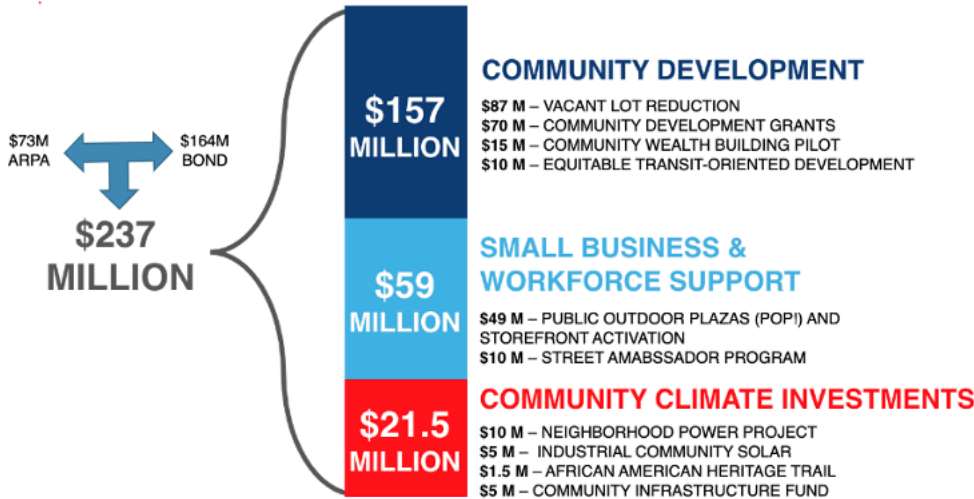 $73M
ARPA
$164M
BOND
$237
MILLION
$157
MILLION
COMMUNITY DEVELOPMENT
$87 M – VACANT LOT REDUCTION
$70 M – COMMUNITY DEVELOPMENT GRANTS
$15 M – COMMUNITY WEALTH BUILDING PILOT
$10 M – EQUITABLE TRANSIT-ORIENTED DEVELOPMENT
$59
MILLION
SMALL BUSINESS &
WORKFORCE SUPPORT
$49 M – PUBLIC OUTDOOR PLAZAS (POP!) AND
STOREFRONT ACTIVATION
$10 M – STREET AMABSSADOR PROGRAM
$21.5
MILLION
COMMUNITY CLIMATE INVESTMENTS
$10 M – NEIGHBORHOOD POWER PROJECT
$5 M – INDUSTRIAL COMMUNITY SOLAR
$1.5 M – AFRICAN AMERICAN HERITAGE TRAIL
$5 M – COMMUNITY INFRASTRUCTURE FUND